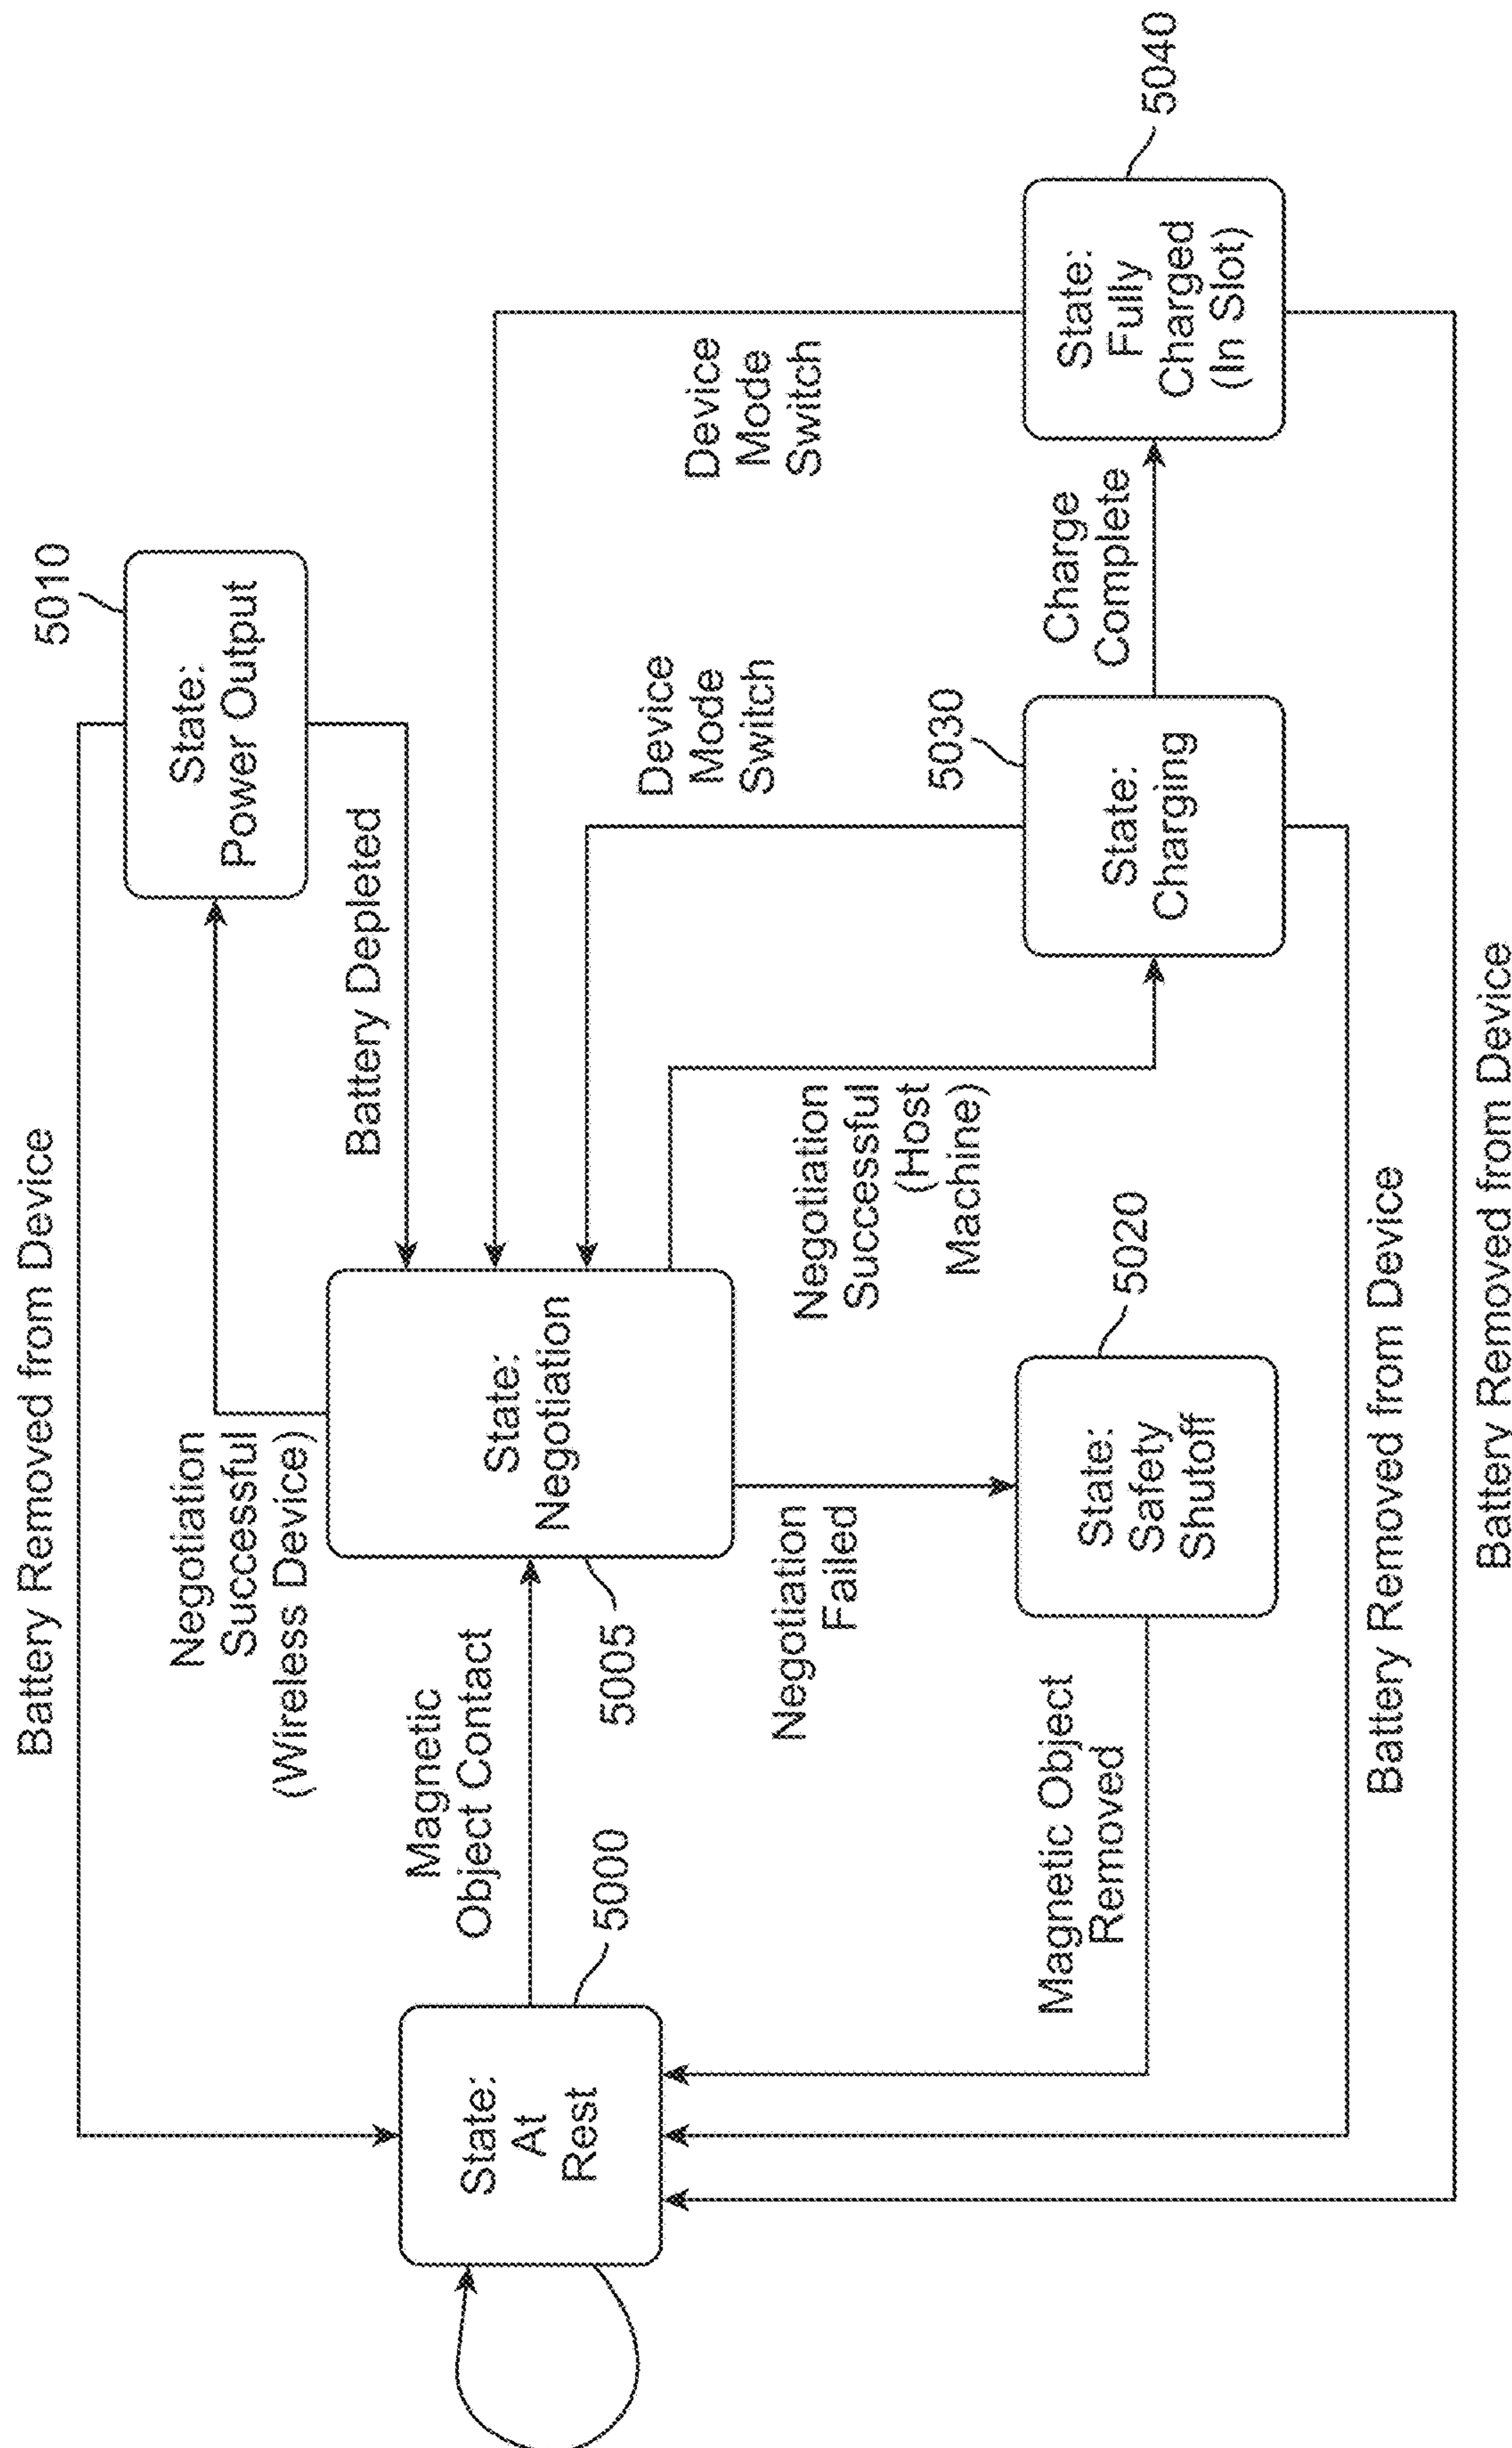 Battery Removed from Device
5010
State:
Power Output
Negotiation
Successful
(Wireless Device)
Battery Depleted
Magnetic
Object Contact
State:
Negotiation
5005
Device
Mode
Switch
Device
Mode
Switch
State:
At
Rest
5000
Negotiation
Failed
Negotiation
Successful
(Host
Machine)
5030
State:
Charging
Charge
Complete
State:
Fully
Charged
(In Slot)
5040
Magnetic Object
Removed
State:
Safety
Shutoff
5020
Battery Removed from Device
Battery Removed from Device